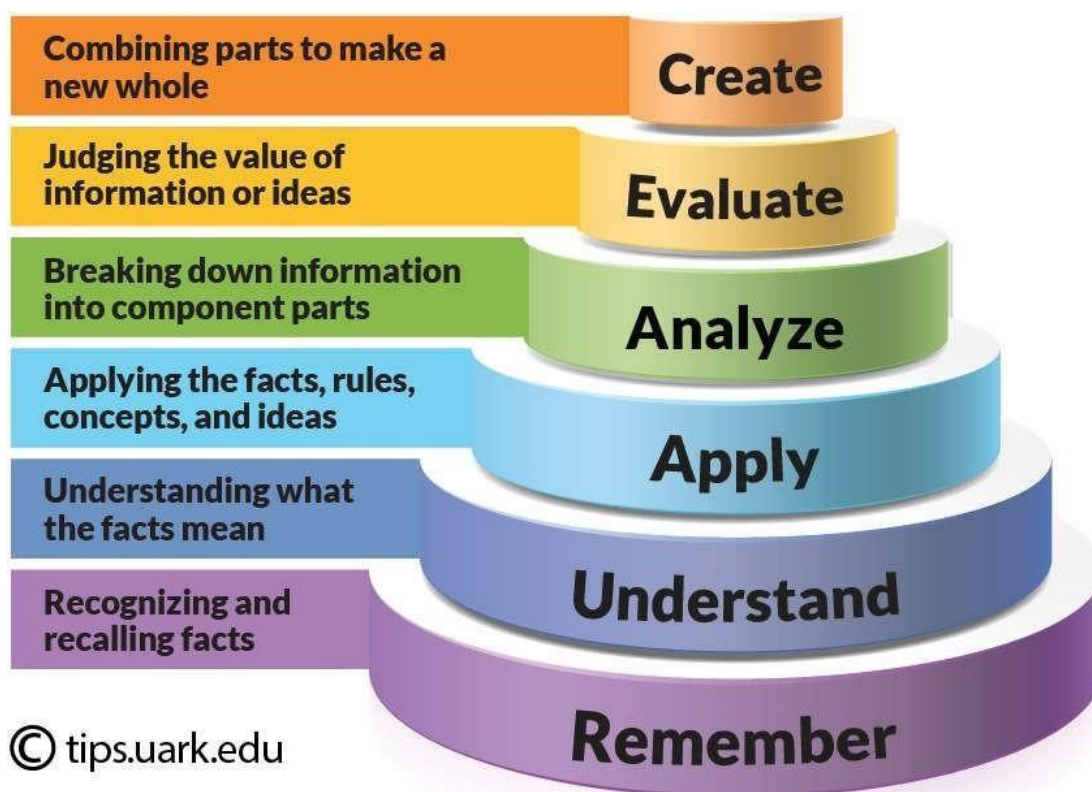 Combining parts to make a
new whole
Create
Judging the value of
information or ideas
Evaluate
Breaking down information
into component parts
Analyze
Applying the facts, rules,
concepts, and ideas
Apply
Understanding what
the facts mean
Understand
Recognizing and
recalling facts
Remember
© tips.uark.edu